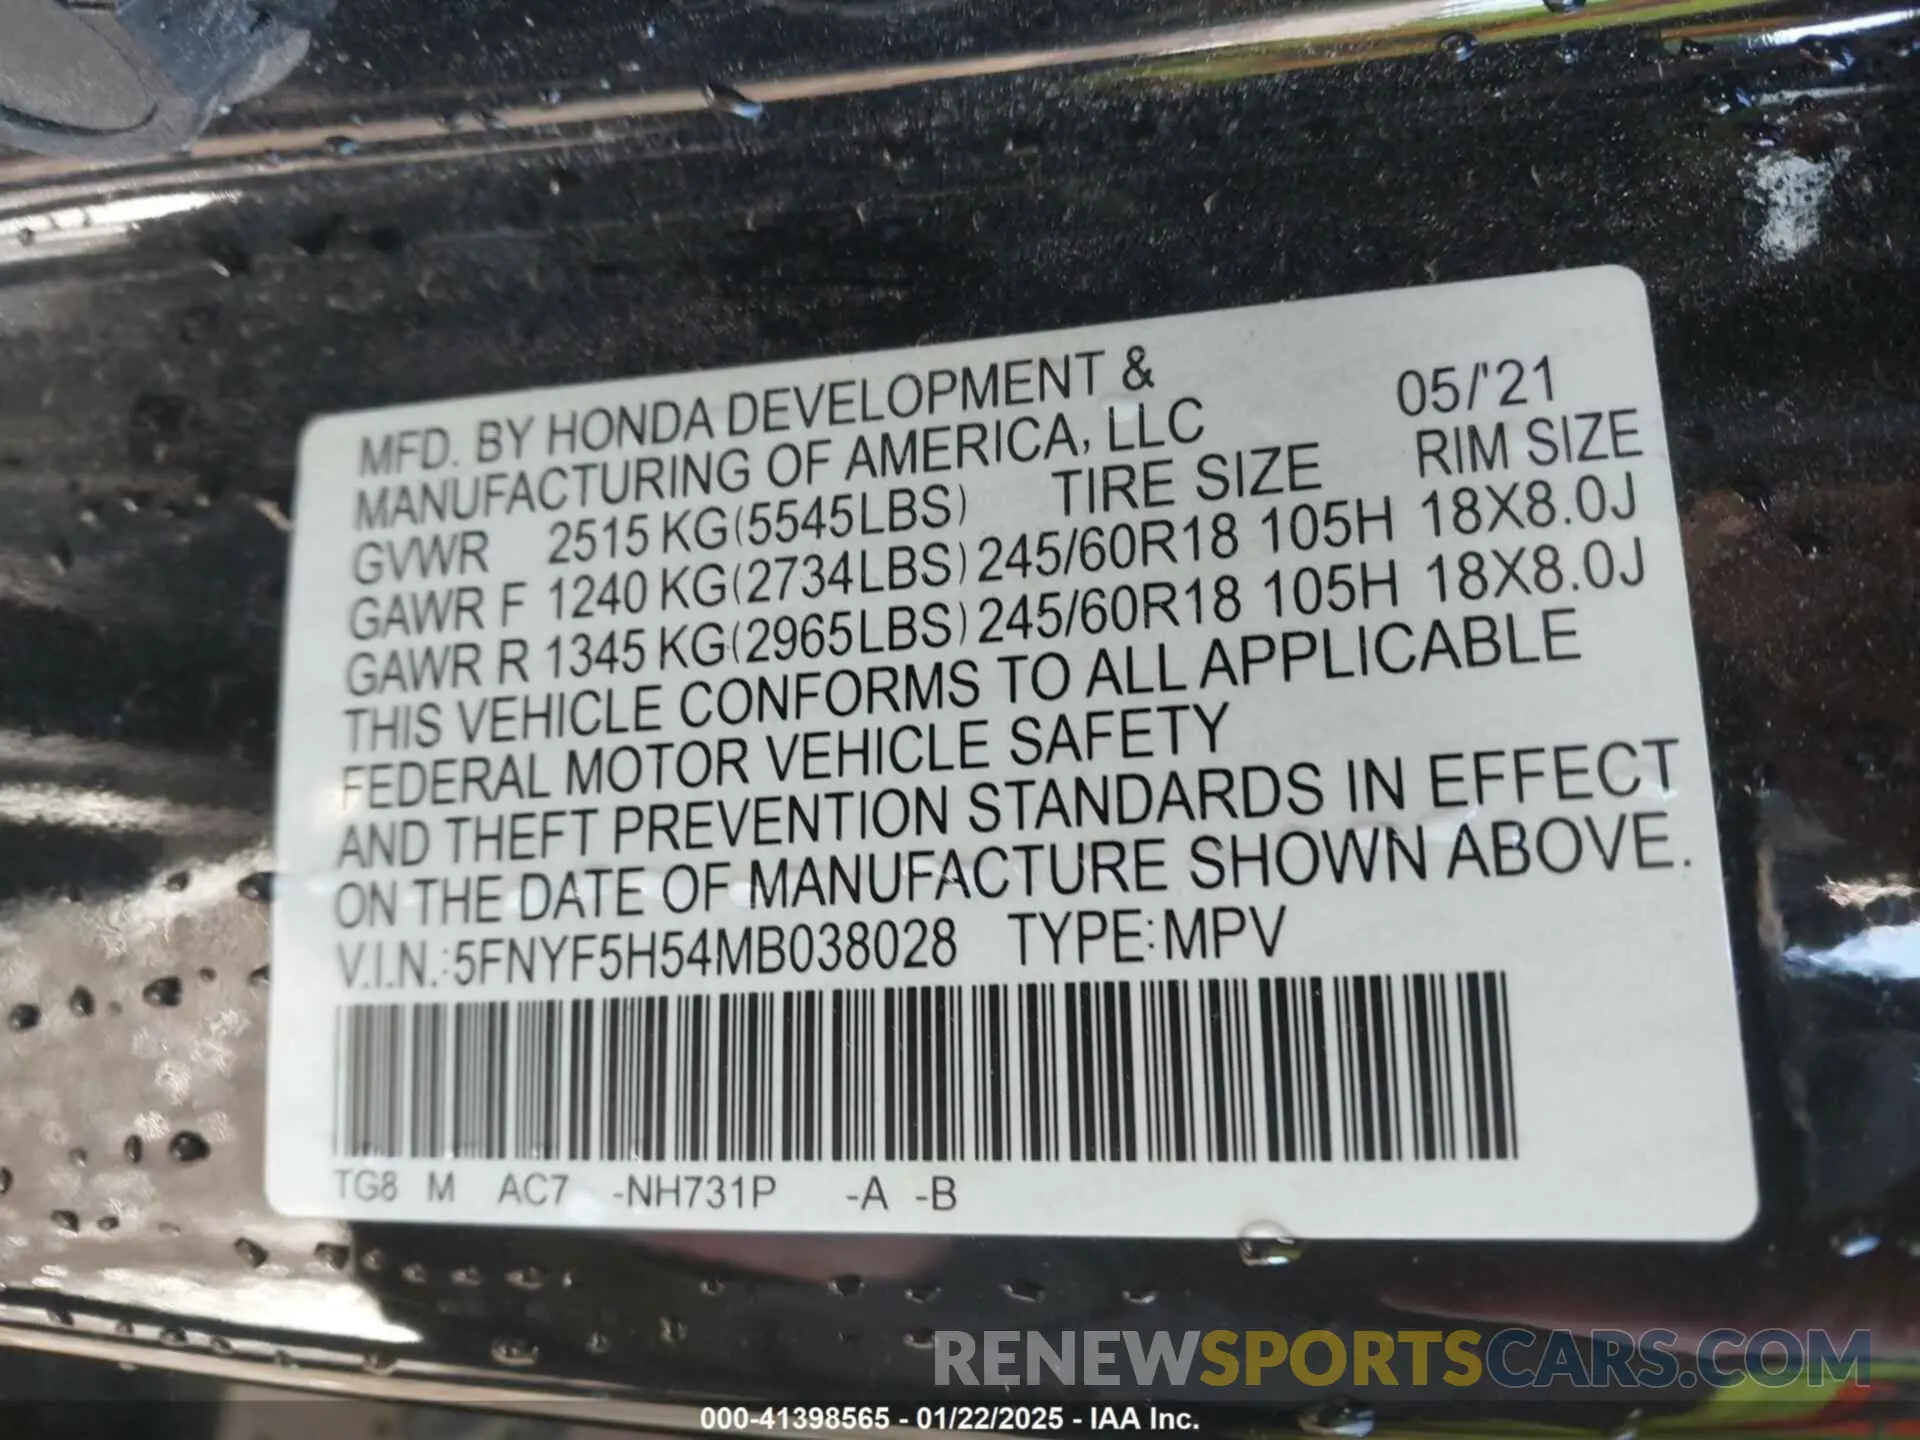 MFD. BY HONDA DEVELOPMENT & 05/'21
MANUFACTURING OF AMERICA, LLC
GVWR 2515 KG(5545LBS) TIRE SIZE RIM SIZE
GAWR F 1240 KG(2734LBS) 245/60R18 105H 18X8.0J
GAWR R 1345 KG(2965LBS) 245/60R18 105H 18X8.0J
THIS VEHICLE CONFORMS TO ALL APPLICABLE
FEDERAL MOTOR VEHICLE SAFETY
AND THEFT PREVENTION STANDARDS IN EFFECT
ON THE DATE OF MANUFACTURE SHOWN ABOVE.
V.I.N.:5FNYF5H54MB038028 TYPE:MPV
TG8 M AC7 -NH731P -A -B
RENEWSPORTSCARS.COM
000-41398565 - 01/22/2025 - IAA Inc.